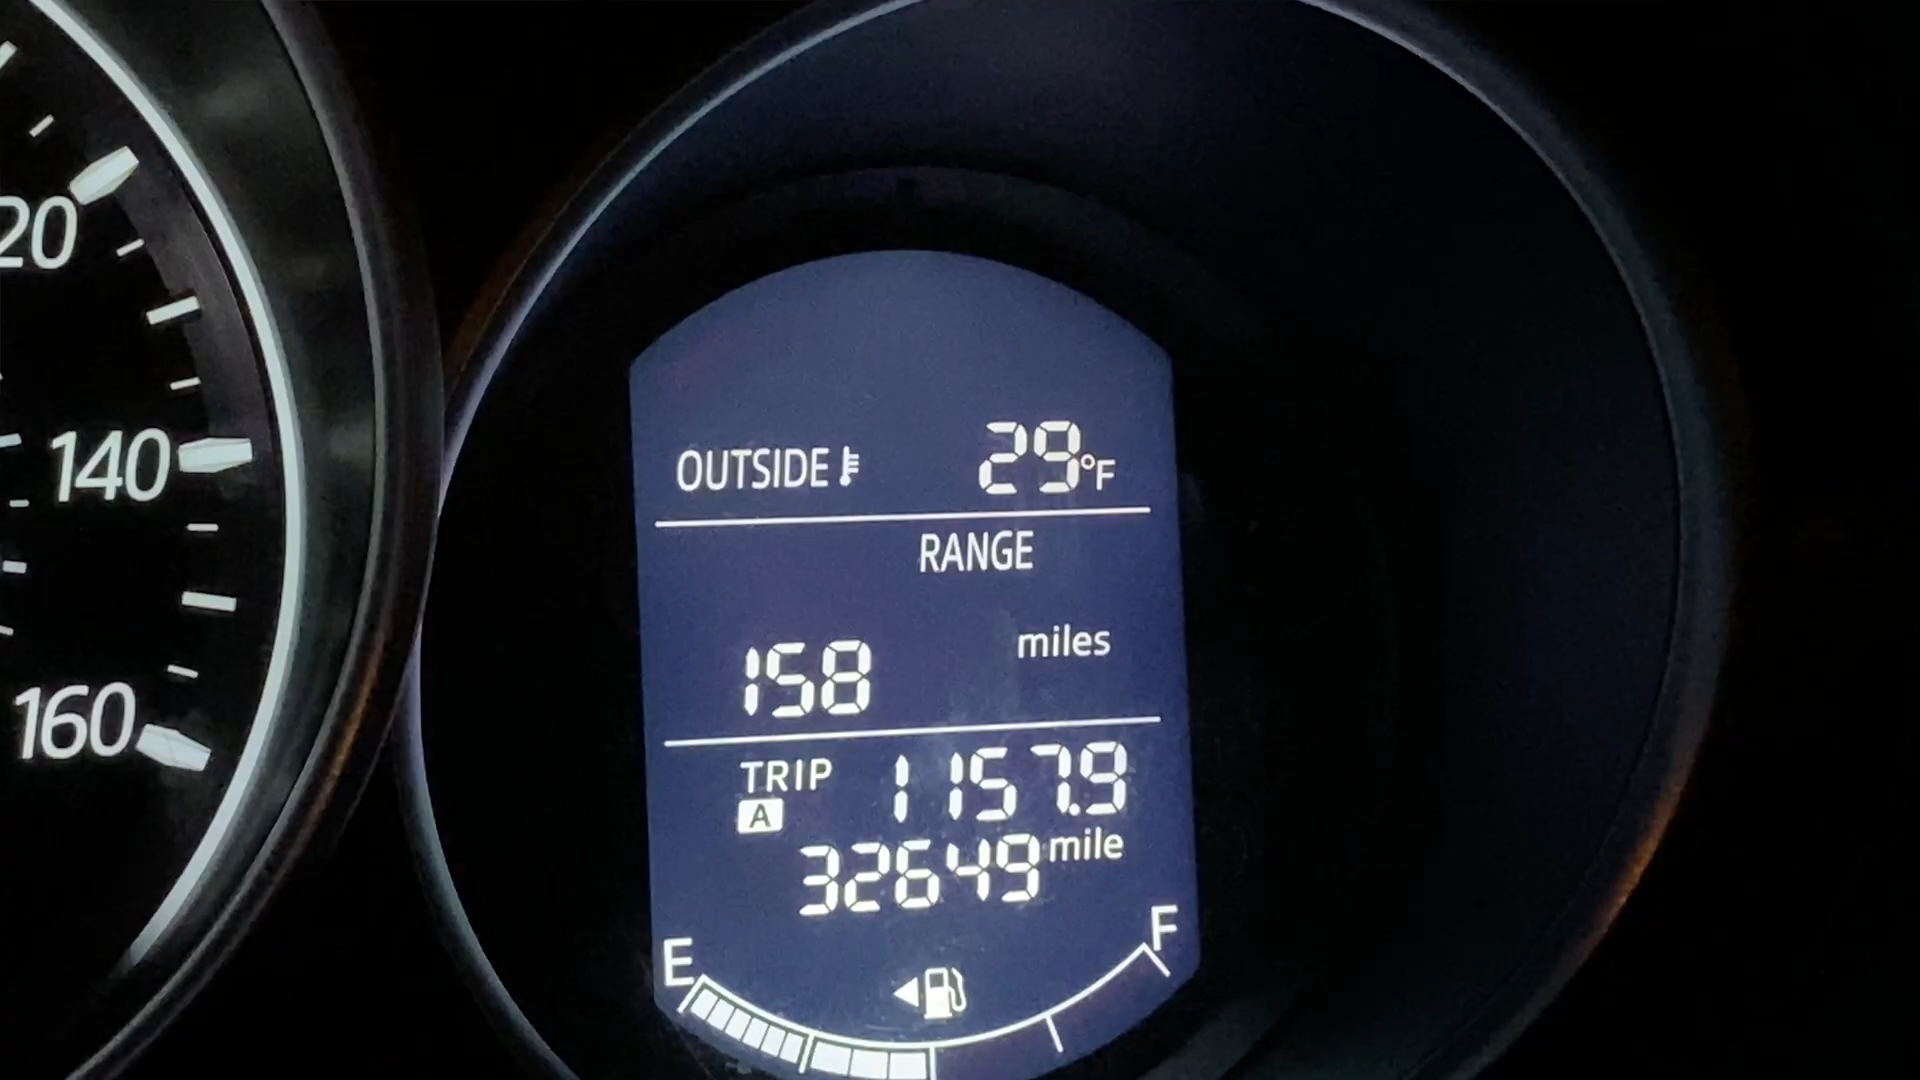 20
140
160
OUTSIDE 29°F
RANGE
158 miles
TRIP A 1157.9
32649 mile
E F